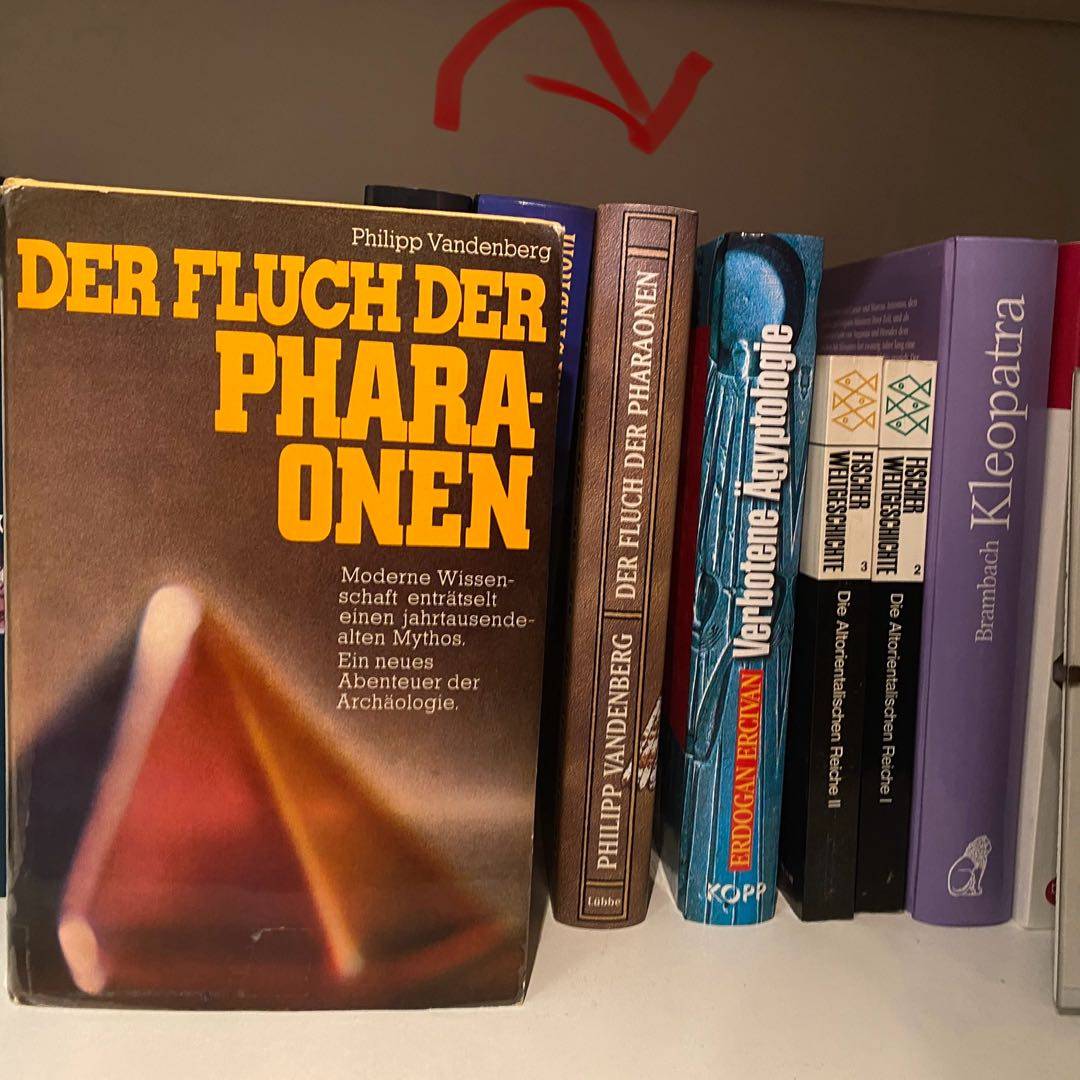 Philipp Vandenberg
DER FLUCH DER
PHARA-
ONEN
Moderne Wissen-
schaft enträtselt
einen jahrtausende-
alten Mythos.
Ein neues
Abenteuer der
Archäologie.
PHILIPP VANDENBERG
DER FLUCH DER PHARAONEN
Lübbe
ERDOGAN ERCIVAN
Verbotene Ägyptologie
KOPP
FISCHER
WELTGESCHICHTE
3
Die Altorientalischen Reiche II
FISCHER
WELTGESCHICHTE
2
Die Altorientalischen Reiche I
Brambach Kleopatra